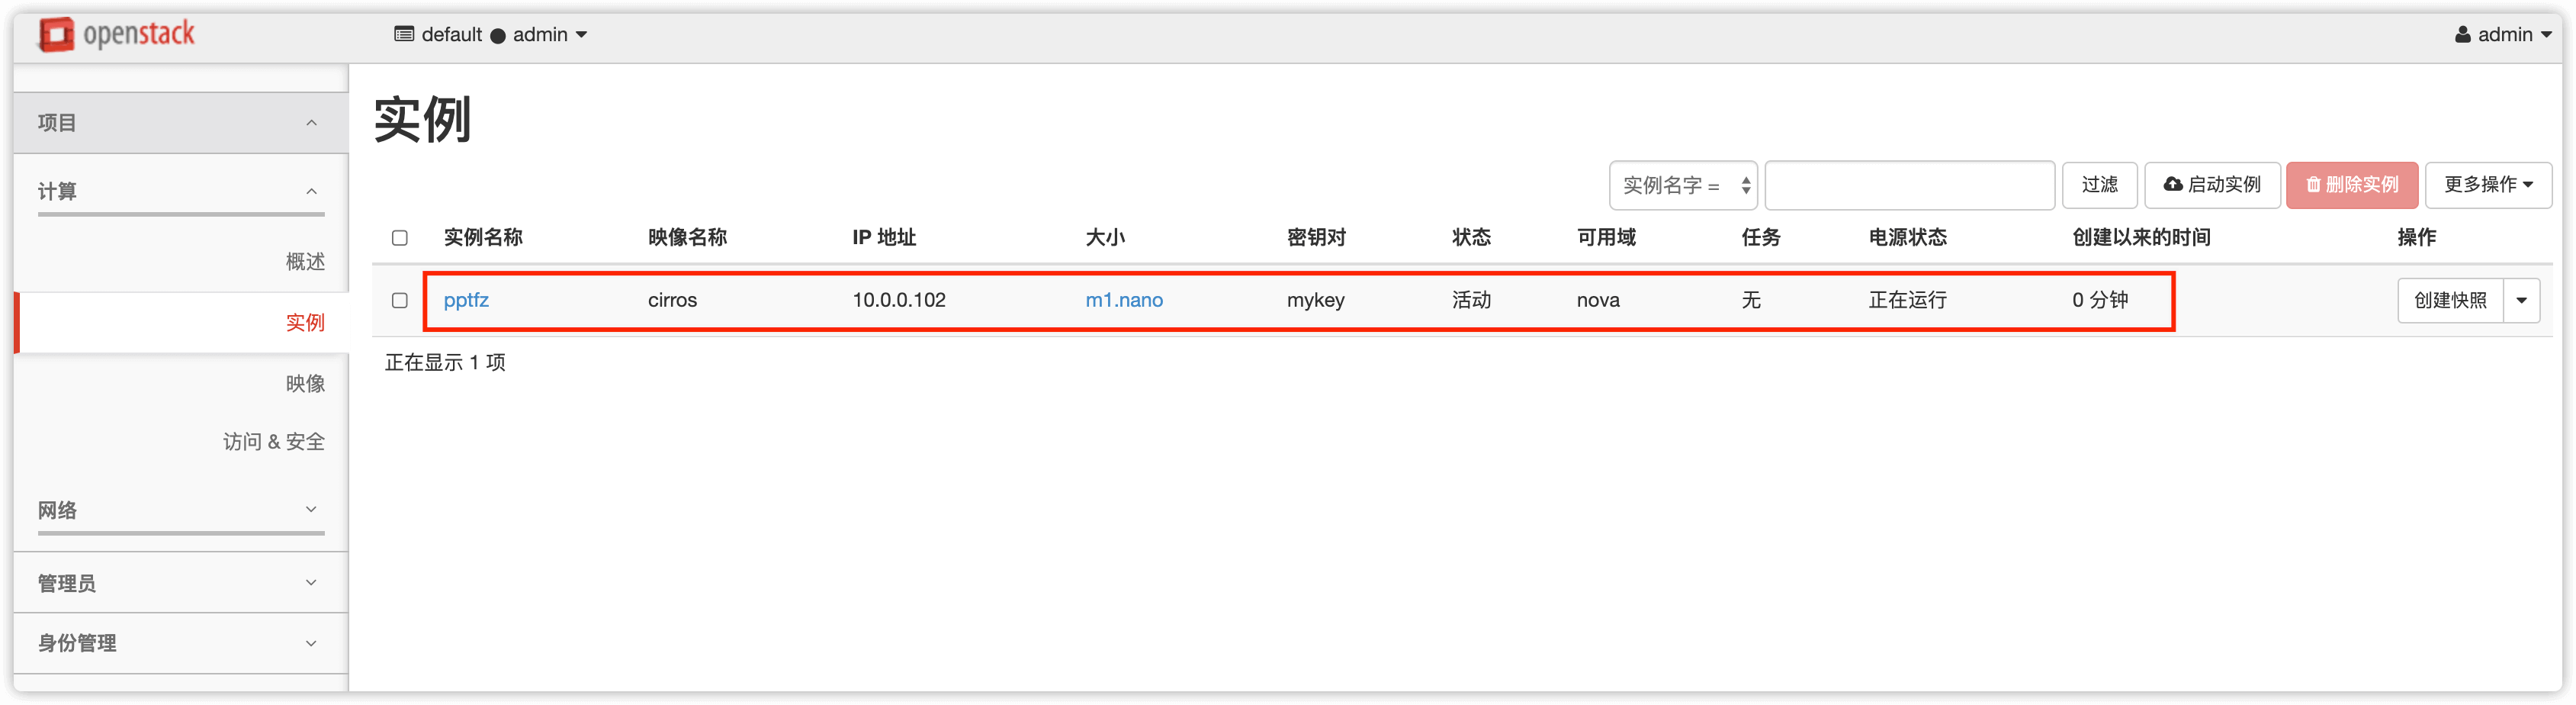 openstack
default ● admin
admin
项目
计算
概述
实例
映像
访问 & 安全
网络
管理员
身份管理
实例
实例名字 = 过滤 启动实例 删除实例 更多操作
实例名称 映像名称 IP 地址 大小 密钥对 状态 可用域 任务 电源状态 创建以来的时间 操作
pptfz cirros 10.0.0.102 m1.nano mykey 活动 nova 无 正在运行 0 分钟 创建快照
正在显示 1 项